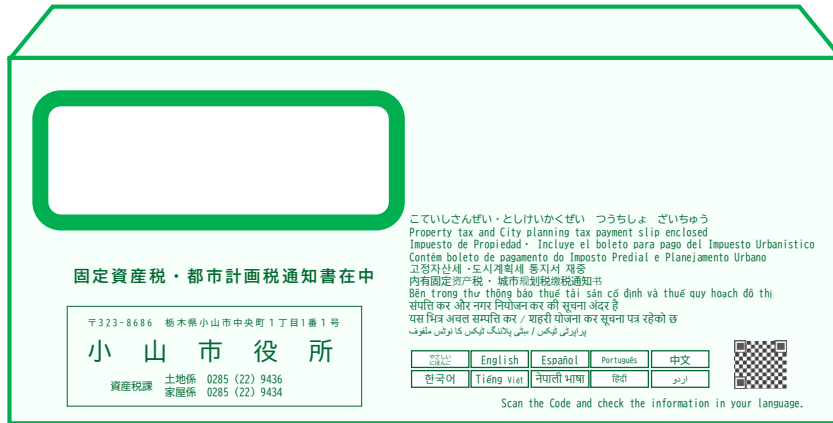 固定資産税・都市計画税通知書在中
〒323-8686 栃木県小山市中央町1丁目1番1号
小山市役所
資産税課
土地係 0285 (22) 9436
家屋係 0285 (22) 9434
こていしさんぜい・としけいかくぜい つうちしょ ざいちゅう
Property tax and City planning tax payment slip enclosed
Impuesto de Propiedad・ Incluye el boleto para pago del Impuesto Urbanístico
Contém boleto de pagamento do Imposto Predial e Planejamento Urbano
고정자산세 ・도시계획세 통지서 재중
内有固定资产税・ 城市规划税缴税通知书
Bên trong thư thông báo thuế tài sản cố định và thuế quy hoạch đô thị
संपत्ति कर और नगर नियोजन कर की सूचना अंदर है
यस भित्र अचल सम्पत्ति कर / शहरी योजना कर सूचना पत्र रहेको छ
پراپرٹی ٹیکس / سٹی پلاننگ ٹیکس کا نوٹس ملفوف
やさしい にほんご English Español Português 中文
한국어 Tiếng Việt नेपाली भाषा हिंदी اردو
Scan the Code and check the information in your language.